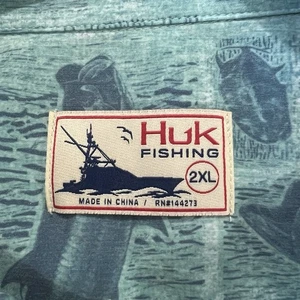 Huk
FISHING
2XL
MADE IN CHINA / RN#144273